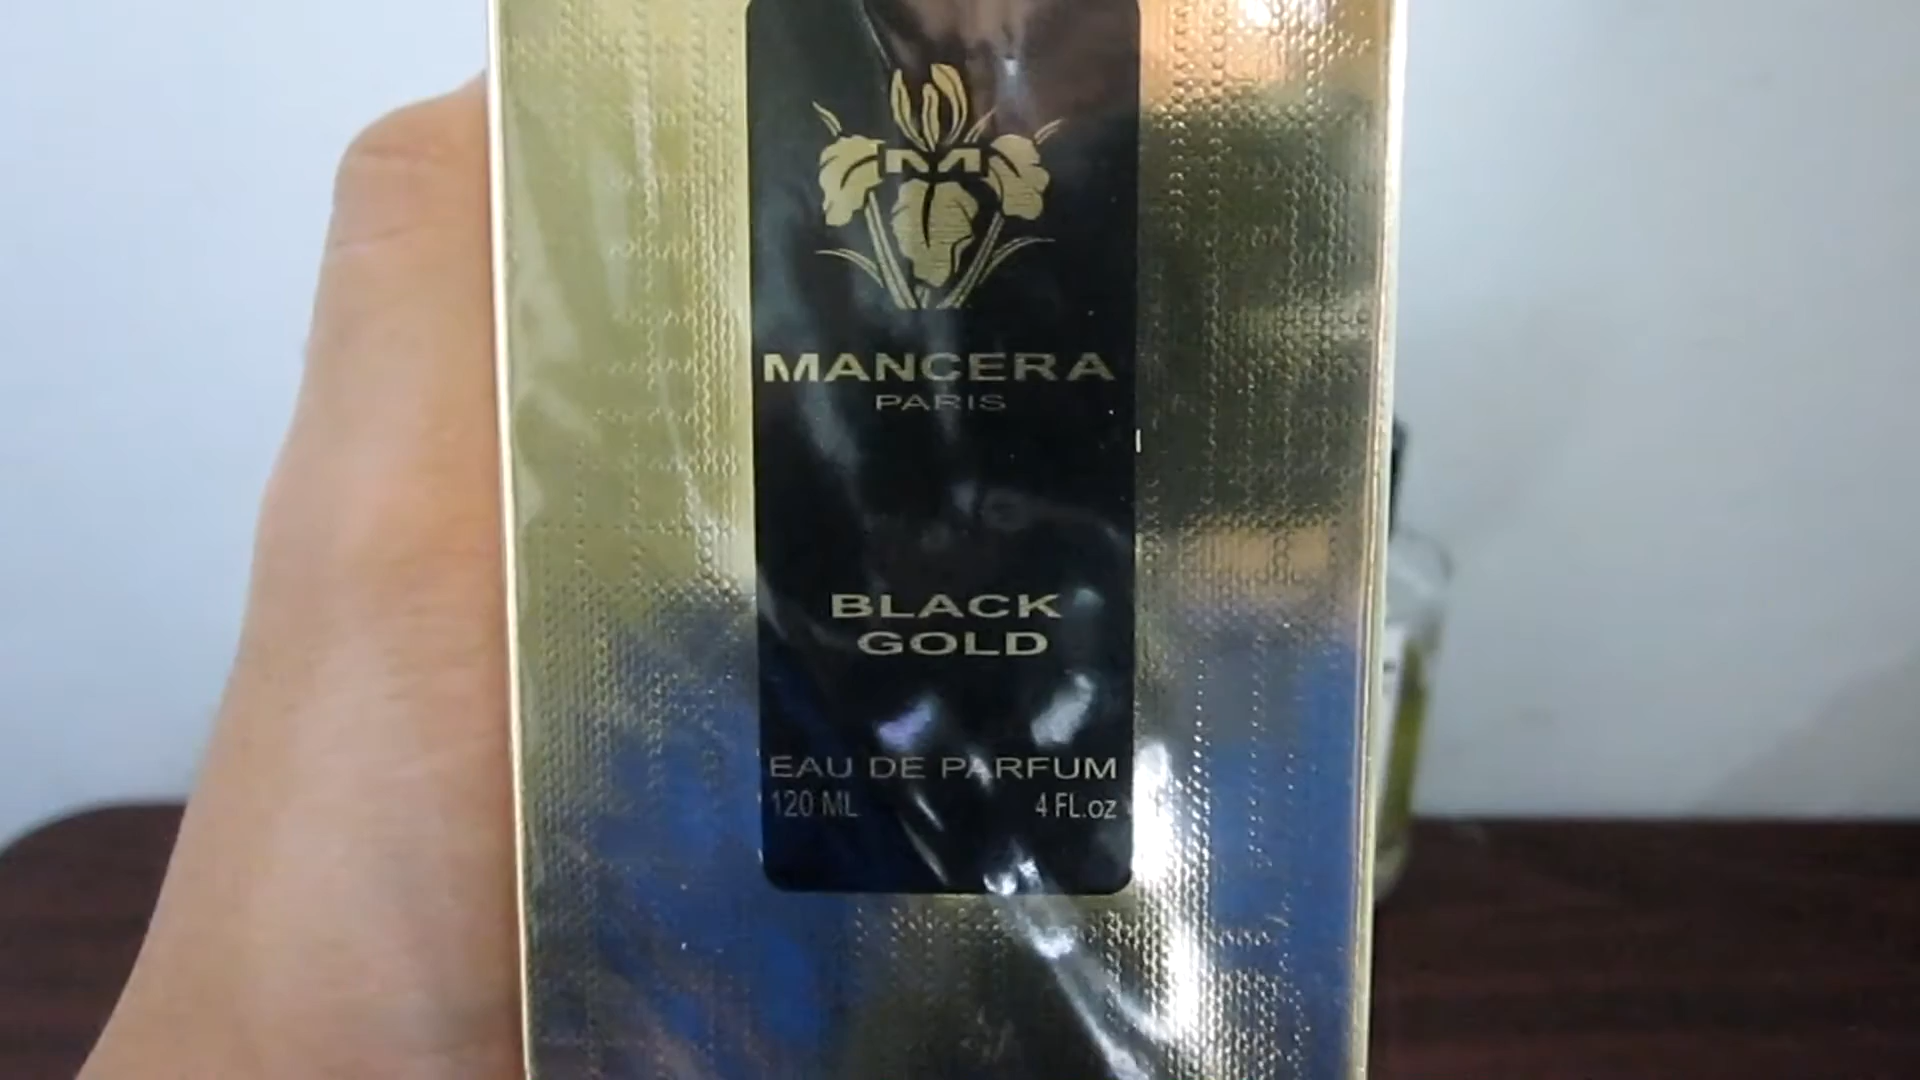 M
MANCERA
PARIS
BLACK
GOLD
EAU DE PARFUM
120 ML 4 FL.oz